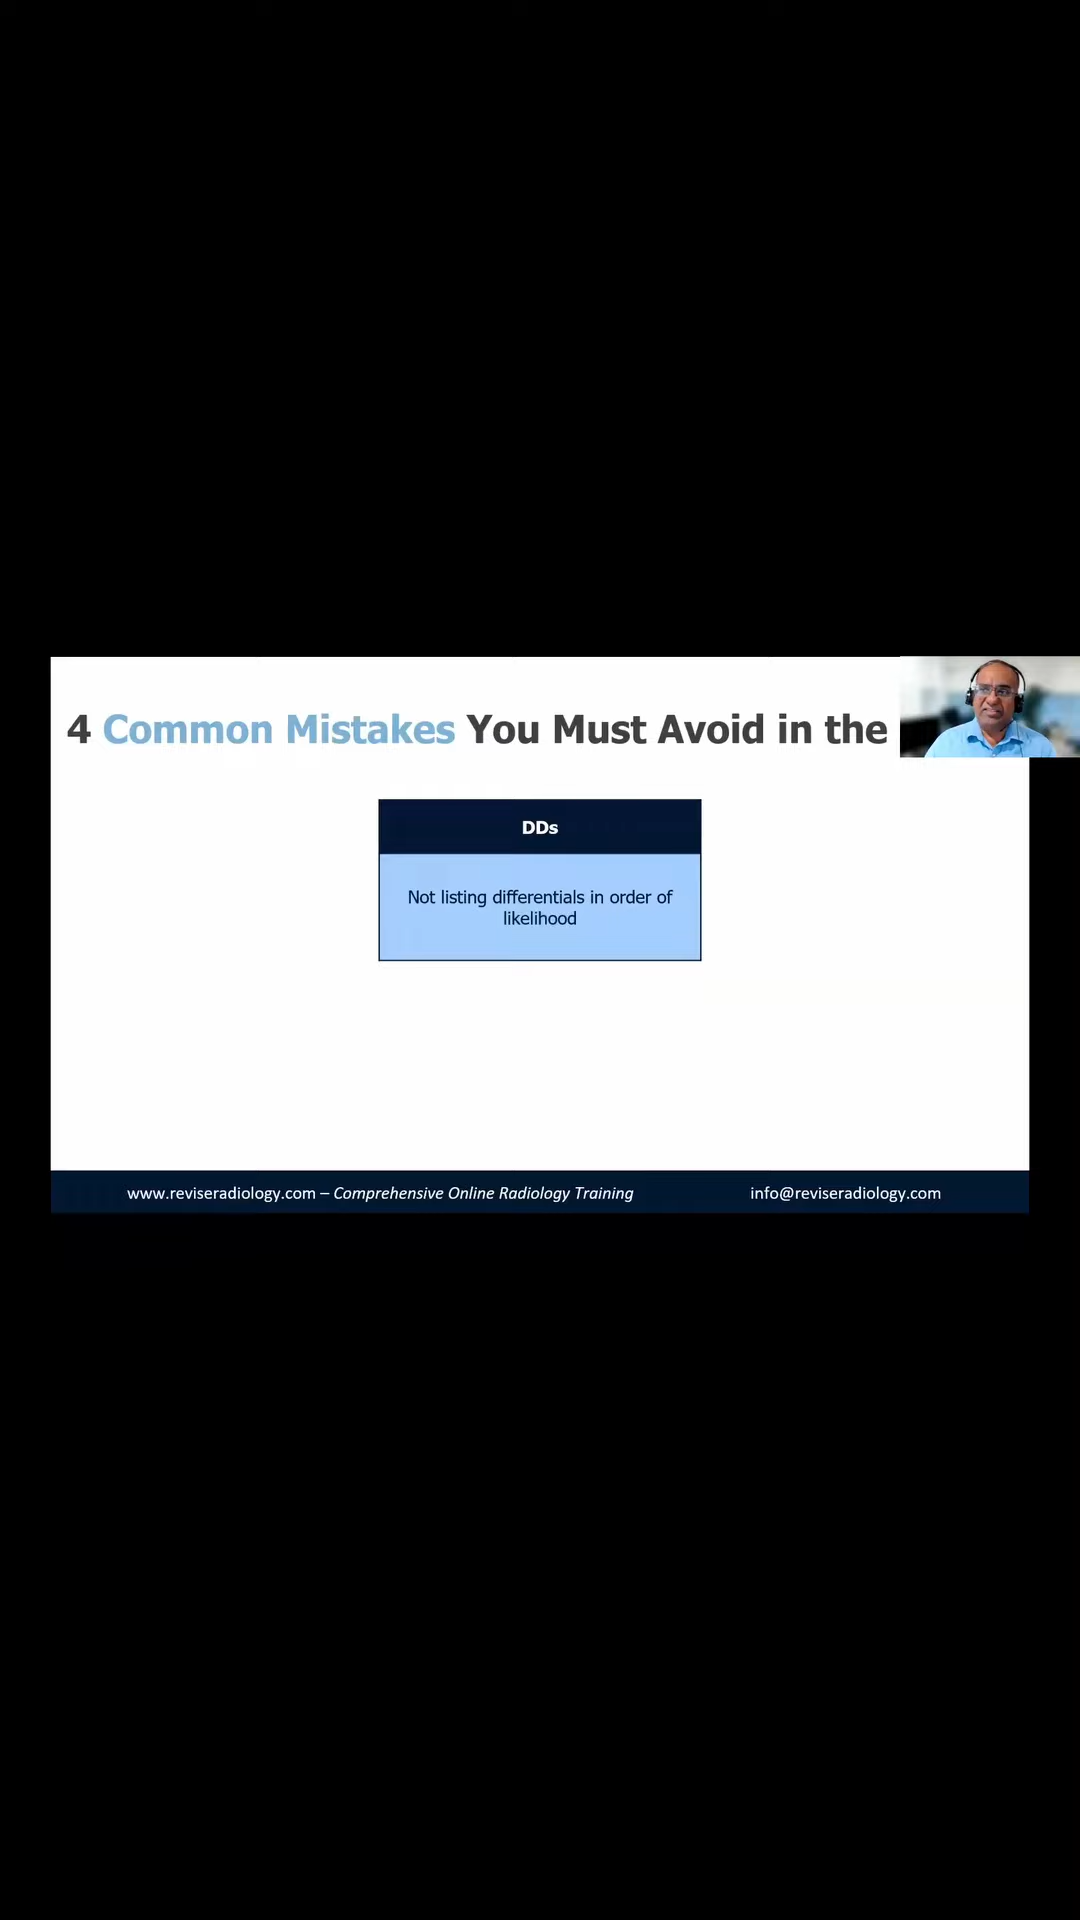 4 Common Mistakes You Must Avoid in the
DDs
Not listing differentials in order of
likelihood
www.reviseradiology.com – Comprehensive Online Radiology Training
info@reviseradiology.com